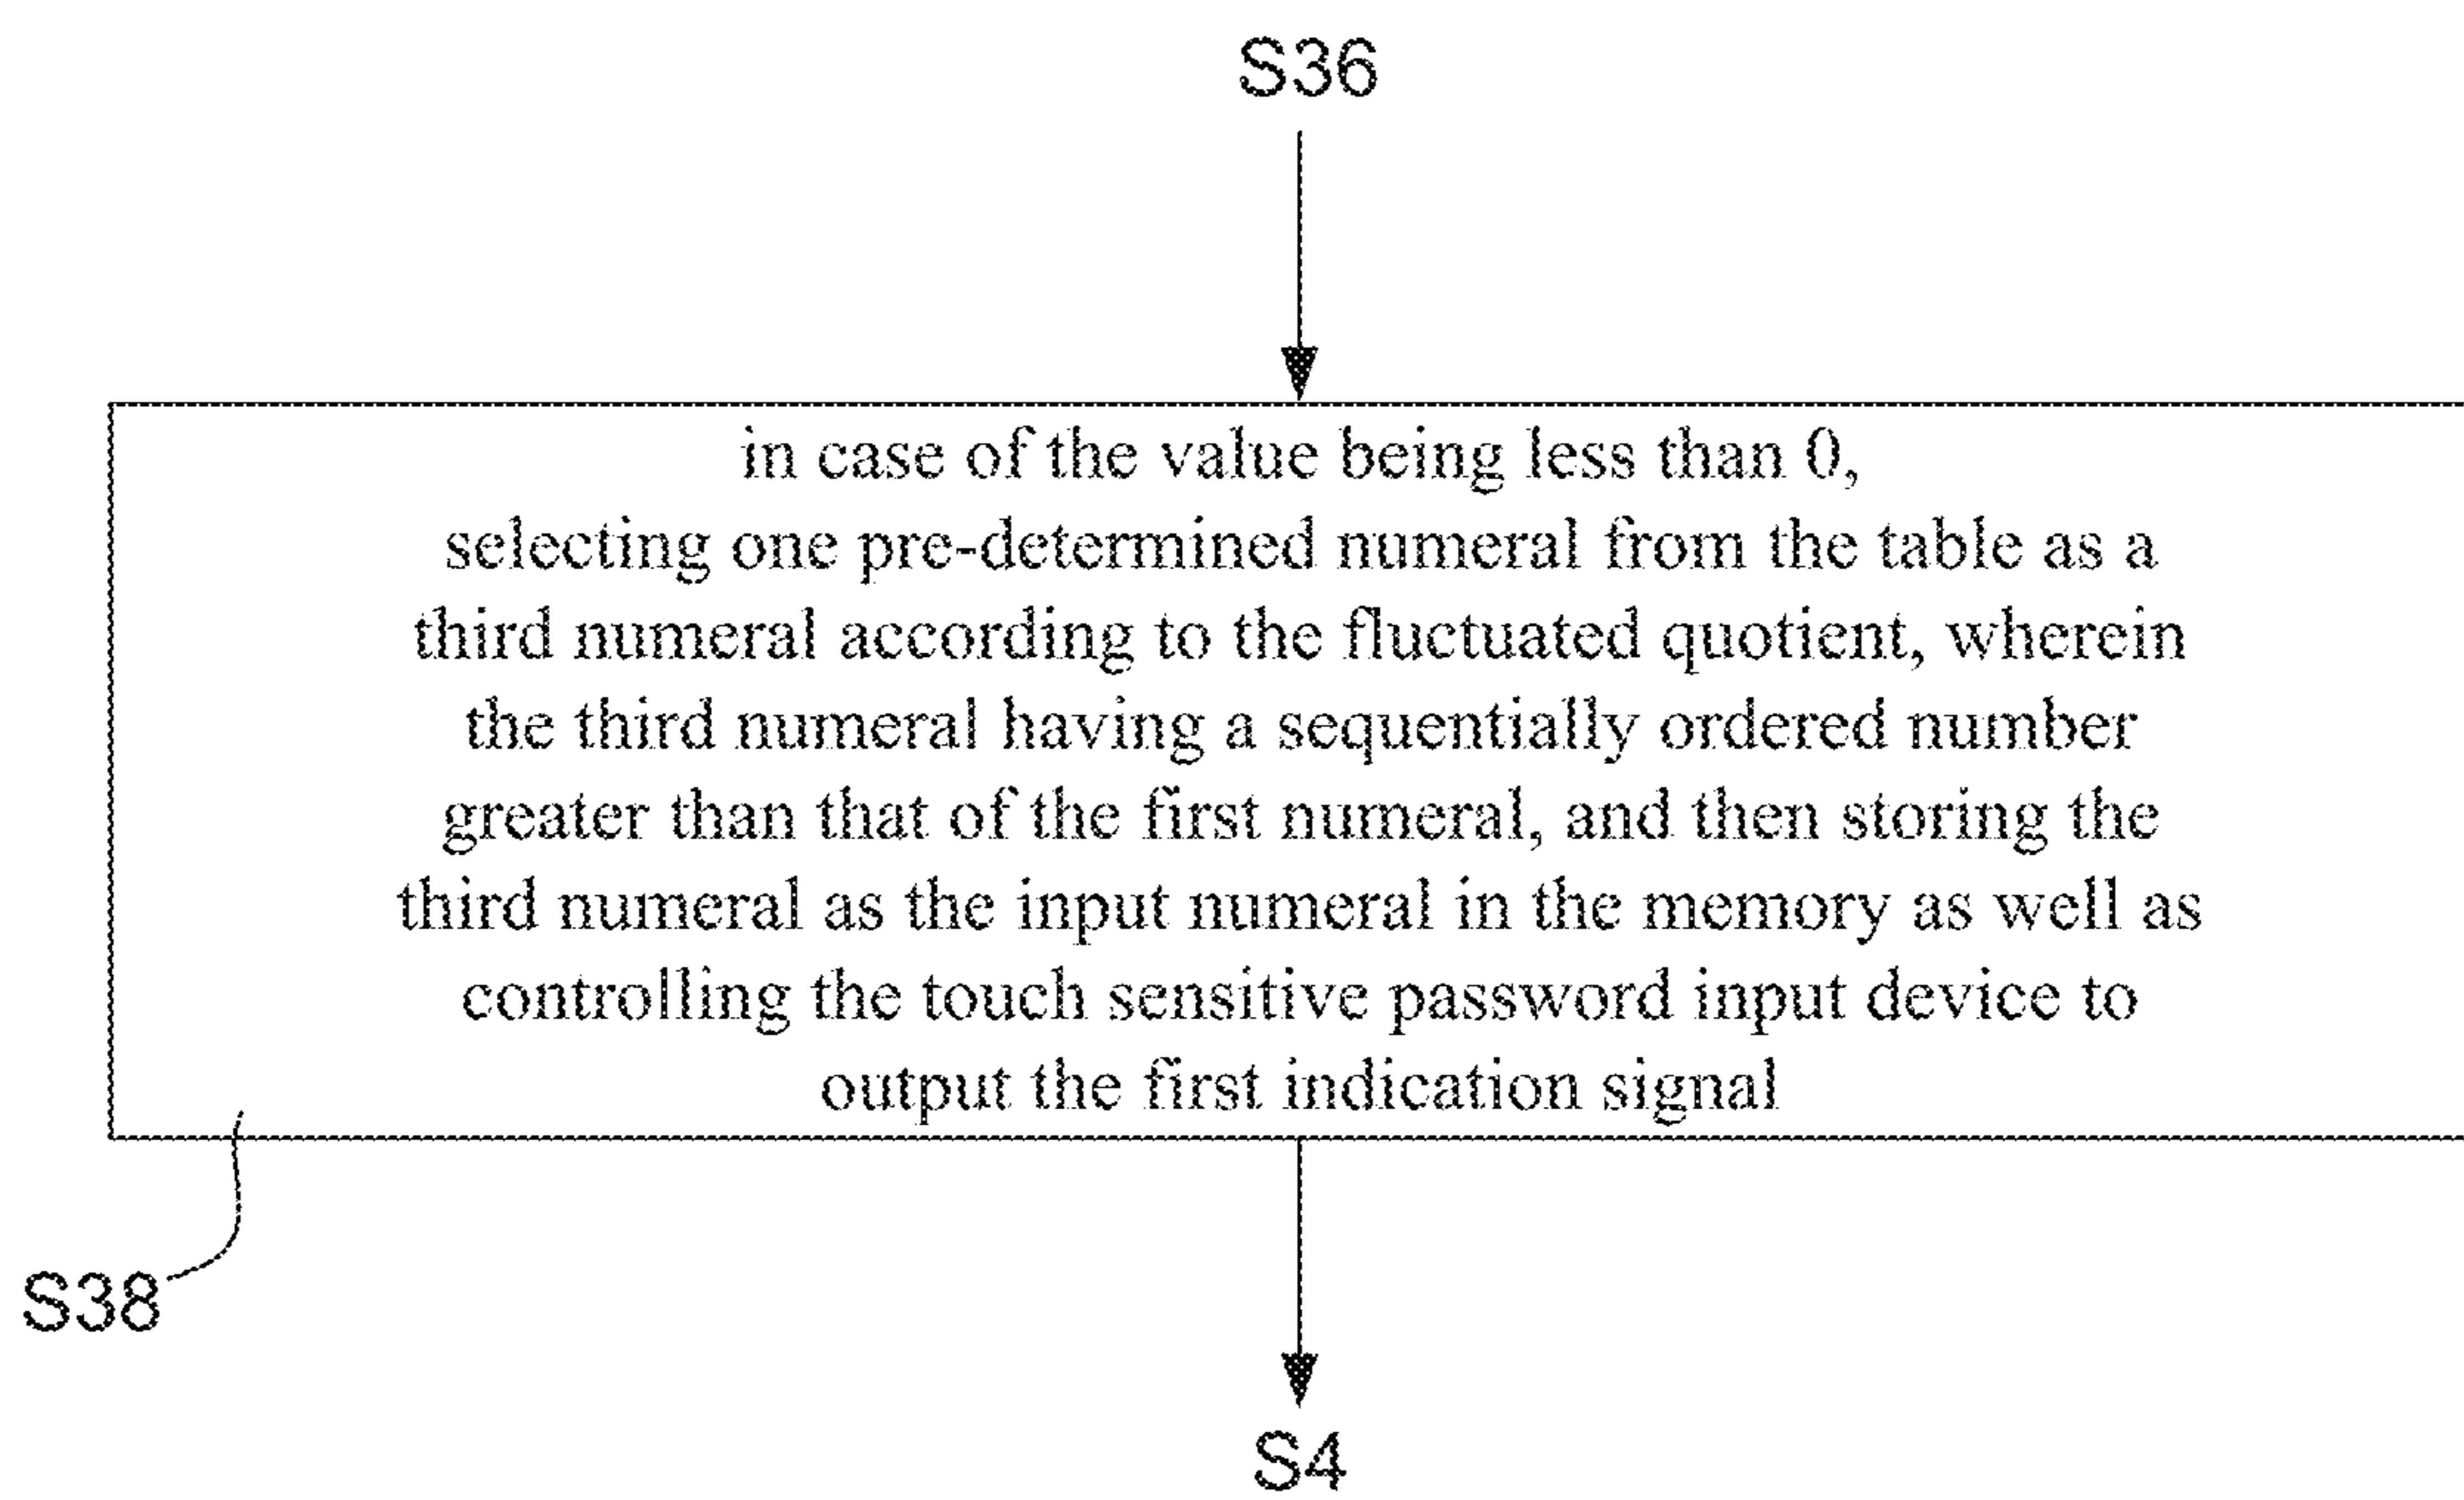 S36
in case of the value being less than 0,
selecting one pre-determined numeral from the table as a
third numeral according to the fluctuated quotient, wherein
the third numeral having a sequentially ordered number
greater than that of the first numeral, and then storing the
third numeral as the input numeral in the memory as well as
controlling the touch sensitive password input device to
output the first indication signal
S38
S4